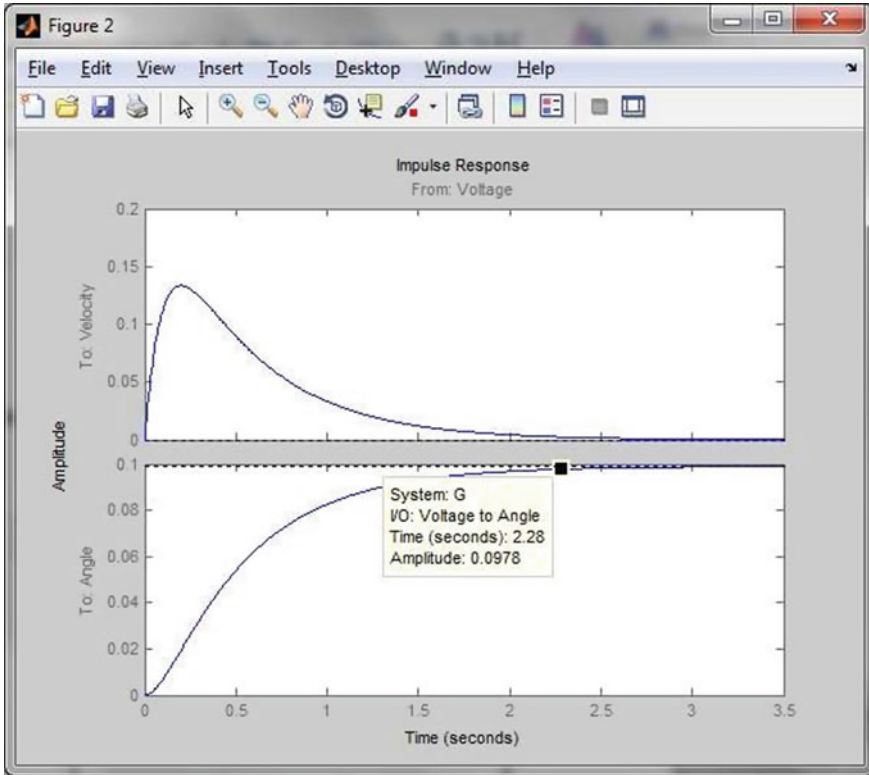 Figure 2
File Edit View Insert Tools Desktop Window Help
Impulse Response
From: Voltage
0.2
0.15
0.1
0.05
0
To: Velocity
Amplitude
0.1
0.08
0.06
0.04
0.02
0
To: Angle
System: G
I/O: Voltage to Angle
Time (seconds): 2.28
Amplitude: 0.0978
0 0.5 1 1.5 2 2.5 3 3.5
Time (seconds)